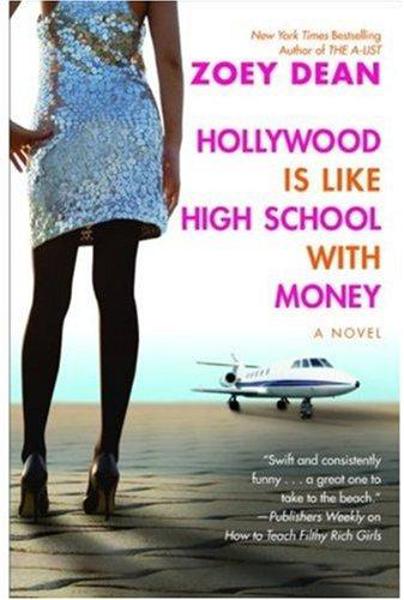 New York Times Bestselling
Author of THE A-LIST
ZOEY DEAN
HOLLYWOOD
IS LIKE
HIGH SCHOOL
WITH
MONEY
A NOVEL
“Swift and consistently
funny . . . a great one to
take to the beach.”
—Publishers Weekly on
How to Teach Filthy Rich Girls